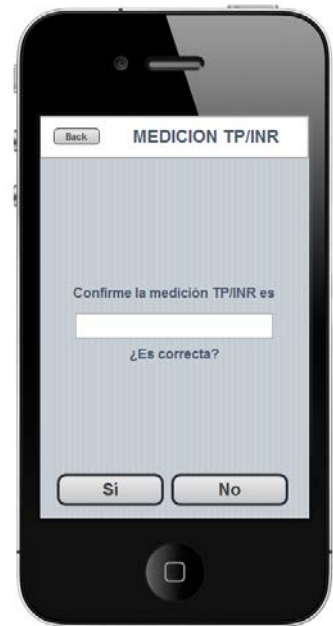 Back
MEDICION TP/INR
Confirme la medición TP/INR es
¿Es correcta?
Sí
No